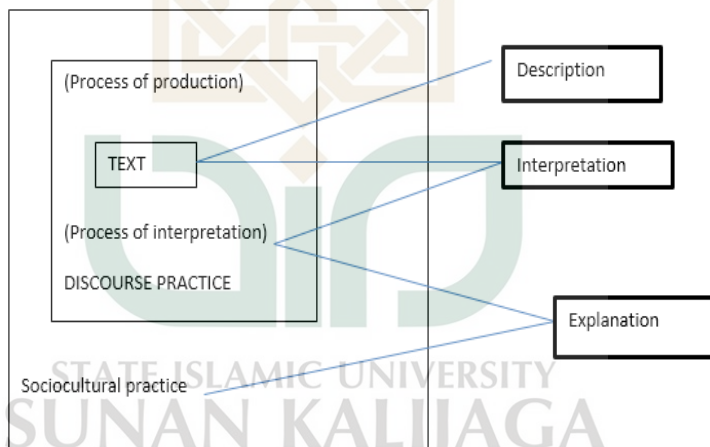 (Process of production)
Description
TEXT
Interpretation
(Process of interpretation)
DISCOURSE PRACTICE
Explanation
STATE ISLAMIC UNIVERSITY
Sociocultural practice
SUNAN KALIJAGA